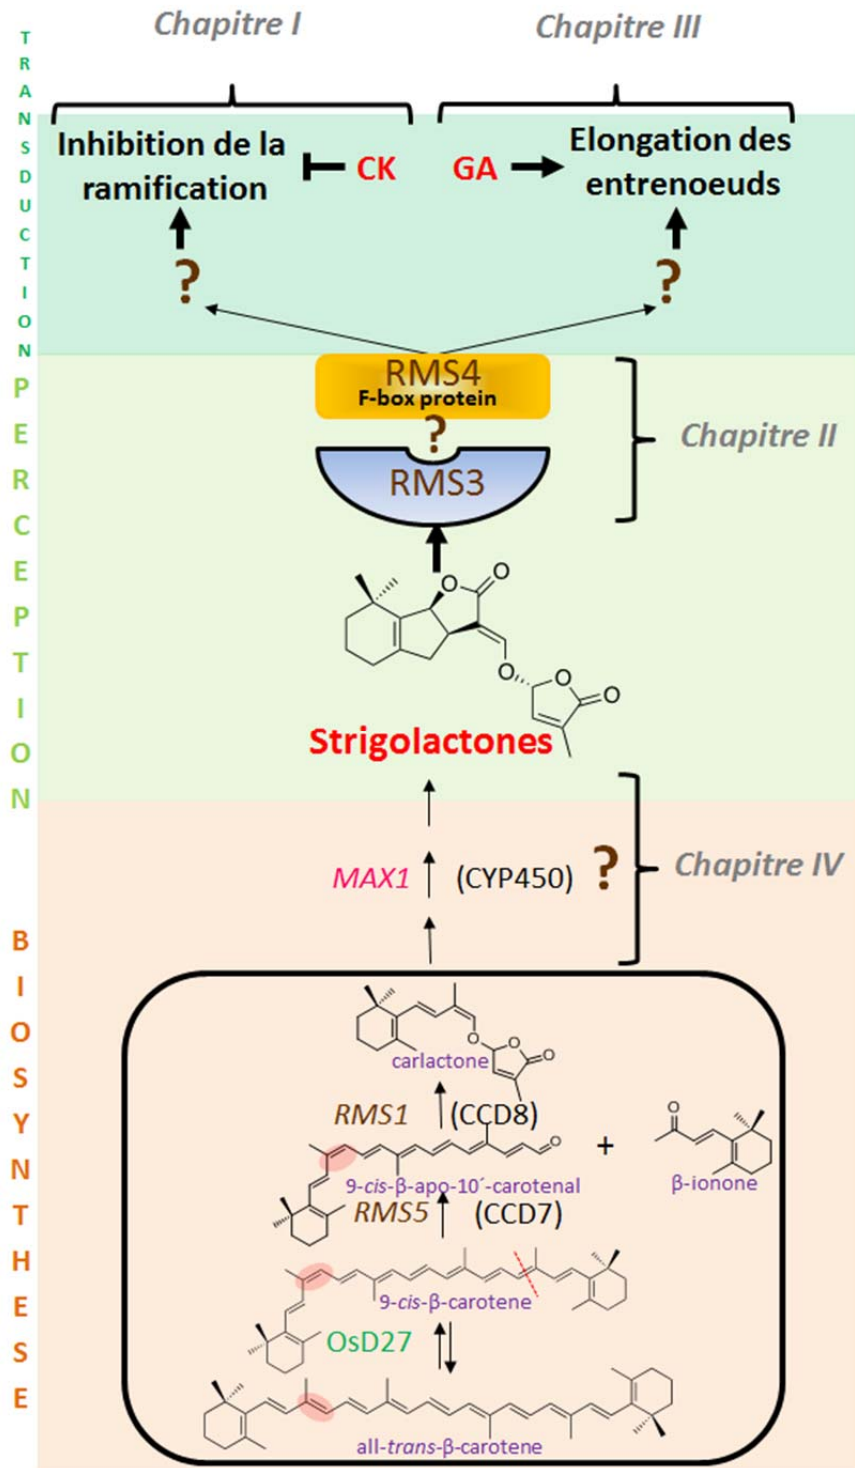 Chapitre I
Chapitre III
TRANSDUCTION
Inhibition de la
ramification
CK
GA
Elongation des
entrenoeuds
?
?
PERCEPTION
RMS4
F-box protein
?
RMS3
Chapitre II
O
O
O
O
O
Strigolactones
MAX1
(CYP450)
?
Chapitre IV
BIOSYNTHESE
O
O
O
carlactone
RMS1
(CCD8)
O
+
O
9-cis-β-apo-10´-carotenal
β-ionone
RMS5
(CCD7)
9-cis-β-carotene
OsD27
all-trans-β-carotene